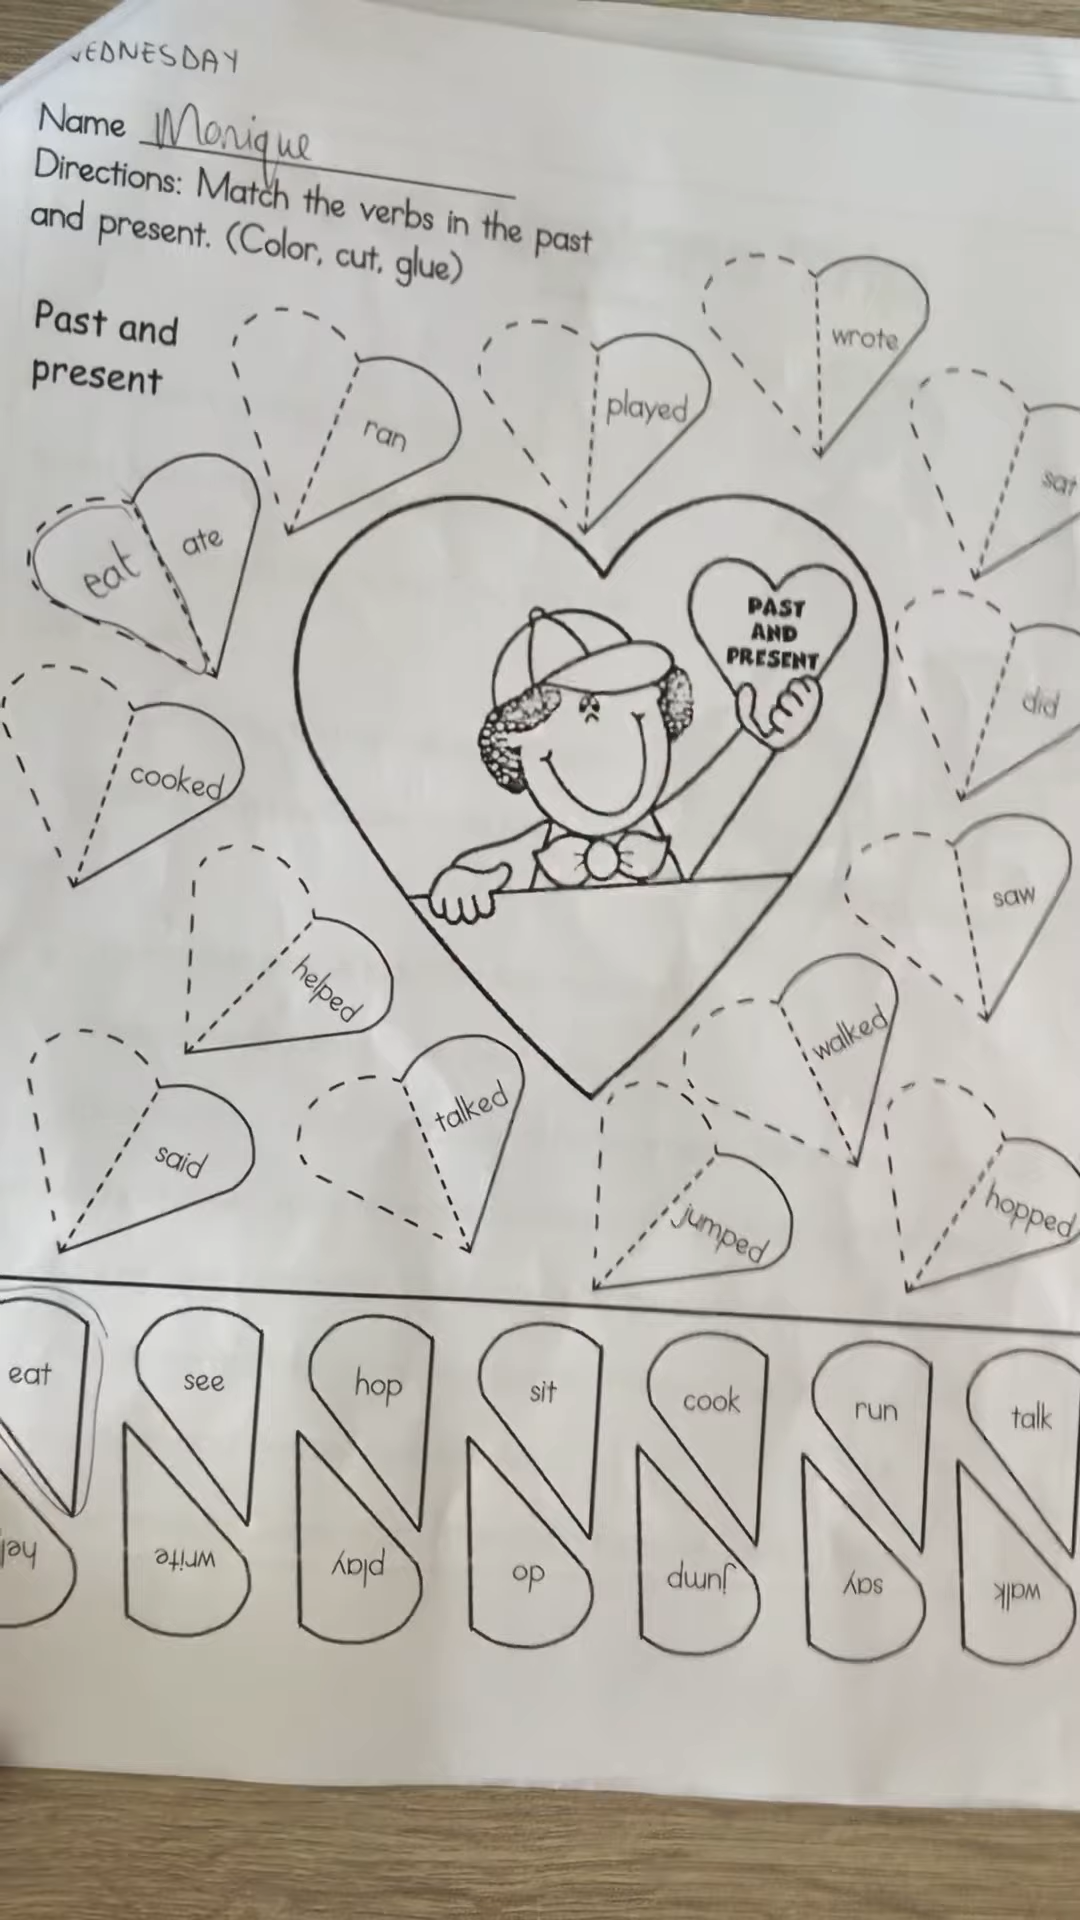 WEDNESDAY
Name Monique
Directions: Match the verbs in the past
and present. (Color, cut, glue)
Past and
present
wrote
ran
played
sat
eat
ate
PAST
AND
PRESENT
did
cooked
saw
helped
walked
talked
said
jumped
hopped
eat
see
hop
sit
cook
run
talk
write
play
do
jump
say
walk